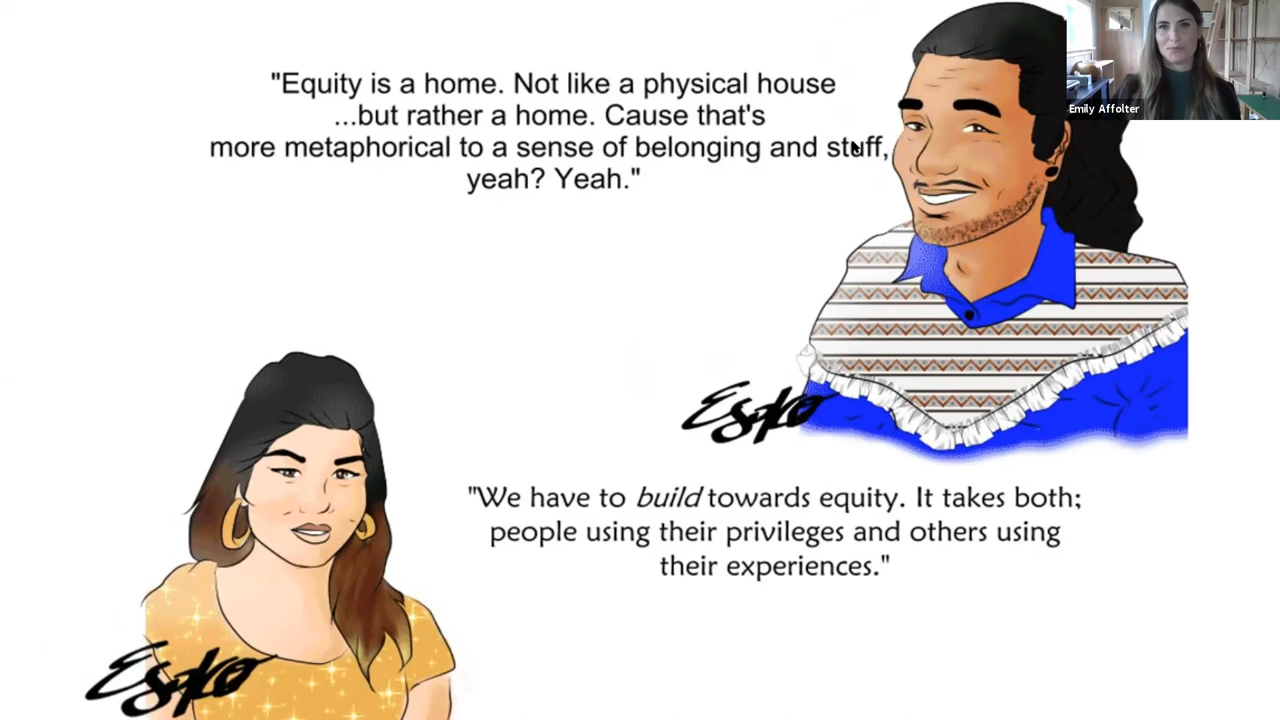 "Equity is a home. Not like a physical house
...but rather a home. Cause that's
more metaphorical to a sense of belonging and stuff,
yeah? Yeah."
Emily Affolter
Esko
"We have to build towards equity. It takes both;
people using their privileges and others using
their experiences."
Esko